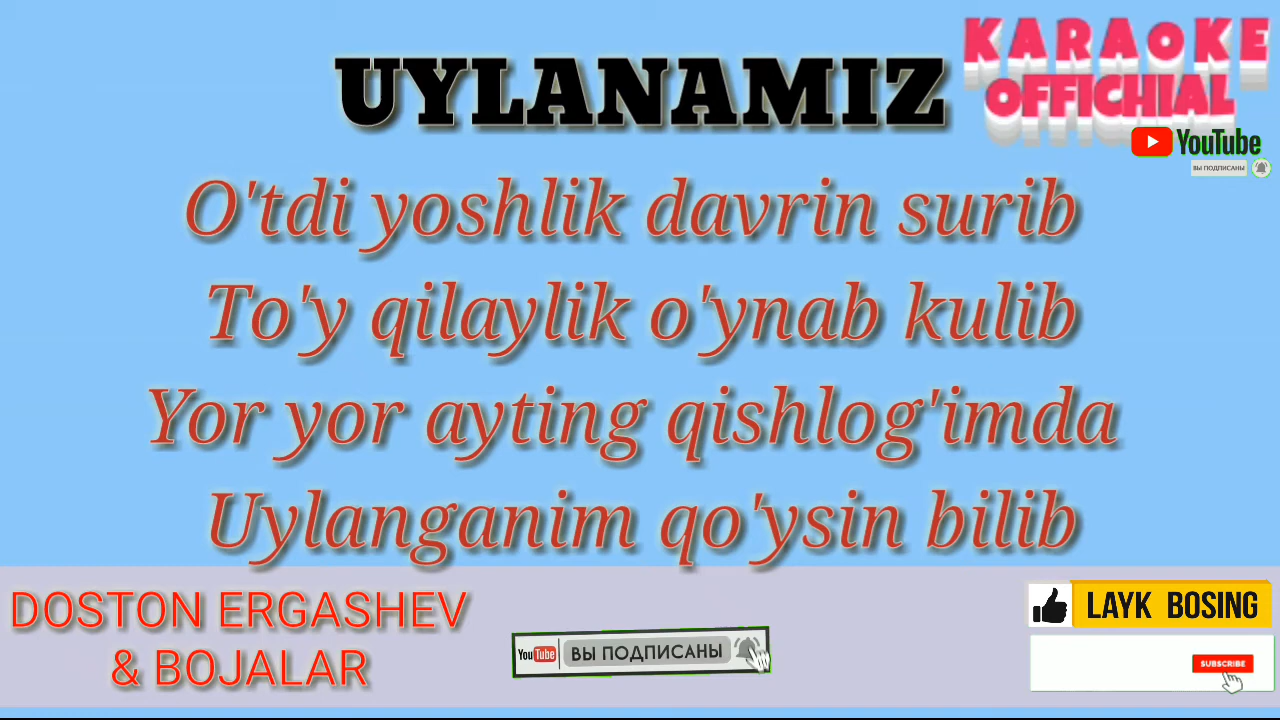 UYLANAMIZ
KARAOKE
OFFICHIAL
YouTube
ВЫ ПОДПИСАНЫ
O'tdi yoshlik davrin surib
To'y qilaylik o'ynab kulib
Yor yor ayting qishlog'imda
Uylanganim qo'ysin bilib
DOSTON ERGASHEV
& BOJALAR
YouTube
ВЫ ПОДПИСАНЫ
LAYK BOSING
SUBSCRIBE